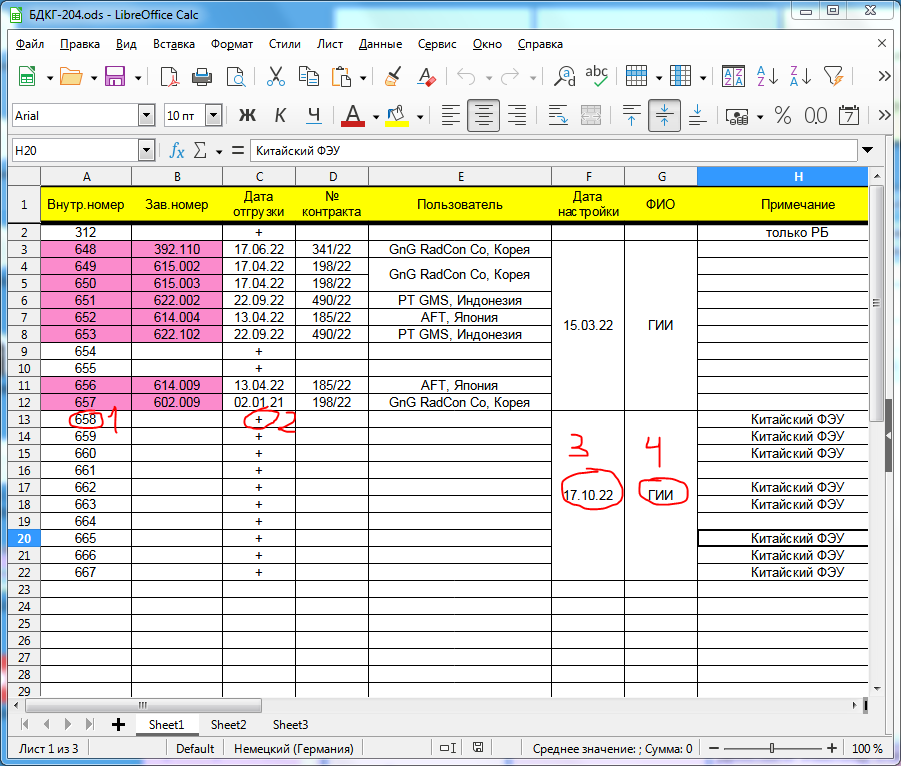 БДКГ-204.ods - LibreOffice Calc
Файл Правка Вид Вставка Формат Стили Лист Данные Сервис Окно Справка
Arial 10 пт Ж К Ч
H20 Китайский ФЭУ
A B C D E F G H
1 Внутр.номер Зав.номер Дата отгрузки № контракта Пользователь Дата настройки ФИО Примечание
2 312 + только РБ
3 648 392.110 17.06.22 341/22 GnG RadCon Co, Корея
4 649 615.002 17.04.22 198/22 GnG RadCon Co, Корея
5 650 615.003 17.04.22 198/22
6 651 622.002 22.09.22 490/22 PT GMS, Индонезия
7 652 614.004 13.04.22 185/22 AFT, Япония 15.03.22 ГИИ
8 653 622.102 22.09.22 490/22 PT GMS, Индонезия
9 654 +
10 655 +
11 656 614.009 13.04.22 185/22 AFT, Япония
12 657 602.009 02.01.21 198/22 GnG RadCon Co, Корея
13 658 1 + 2 Китайский ФЭУ
14 659 + Китайский ФЭУ
15 660 + 3 4 Китайский ФЭУ
16 661 +
17 662 + 17.10.22 ГИИ Китайский ФЭУ
18 663 + Китайский ФЭУ
19 664 +
20 665 + Китайский ФЭУ
21 666 + Китайский ФЭУ
22 667 + Китайский ФЭУ
23
24
25
26
27
28
29
Sheet1 Sheet2 Sheet3
Лист 1 из 3 Default Немецкий (Германия) Среднее значение: ; Сумма: 0 100 %